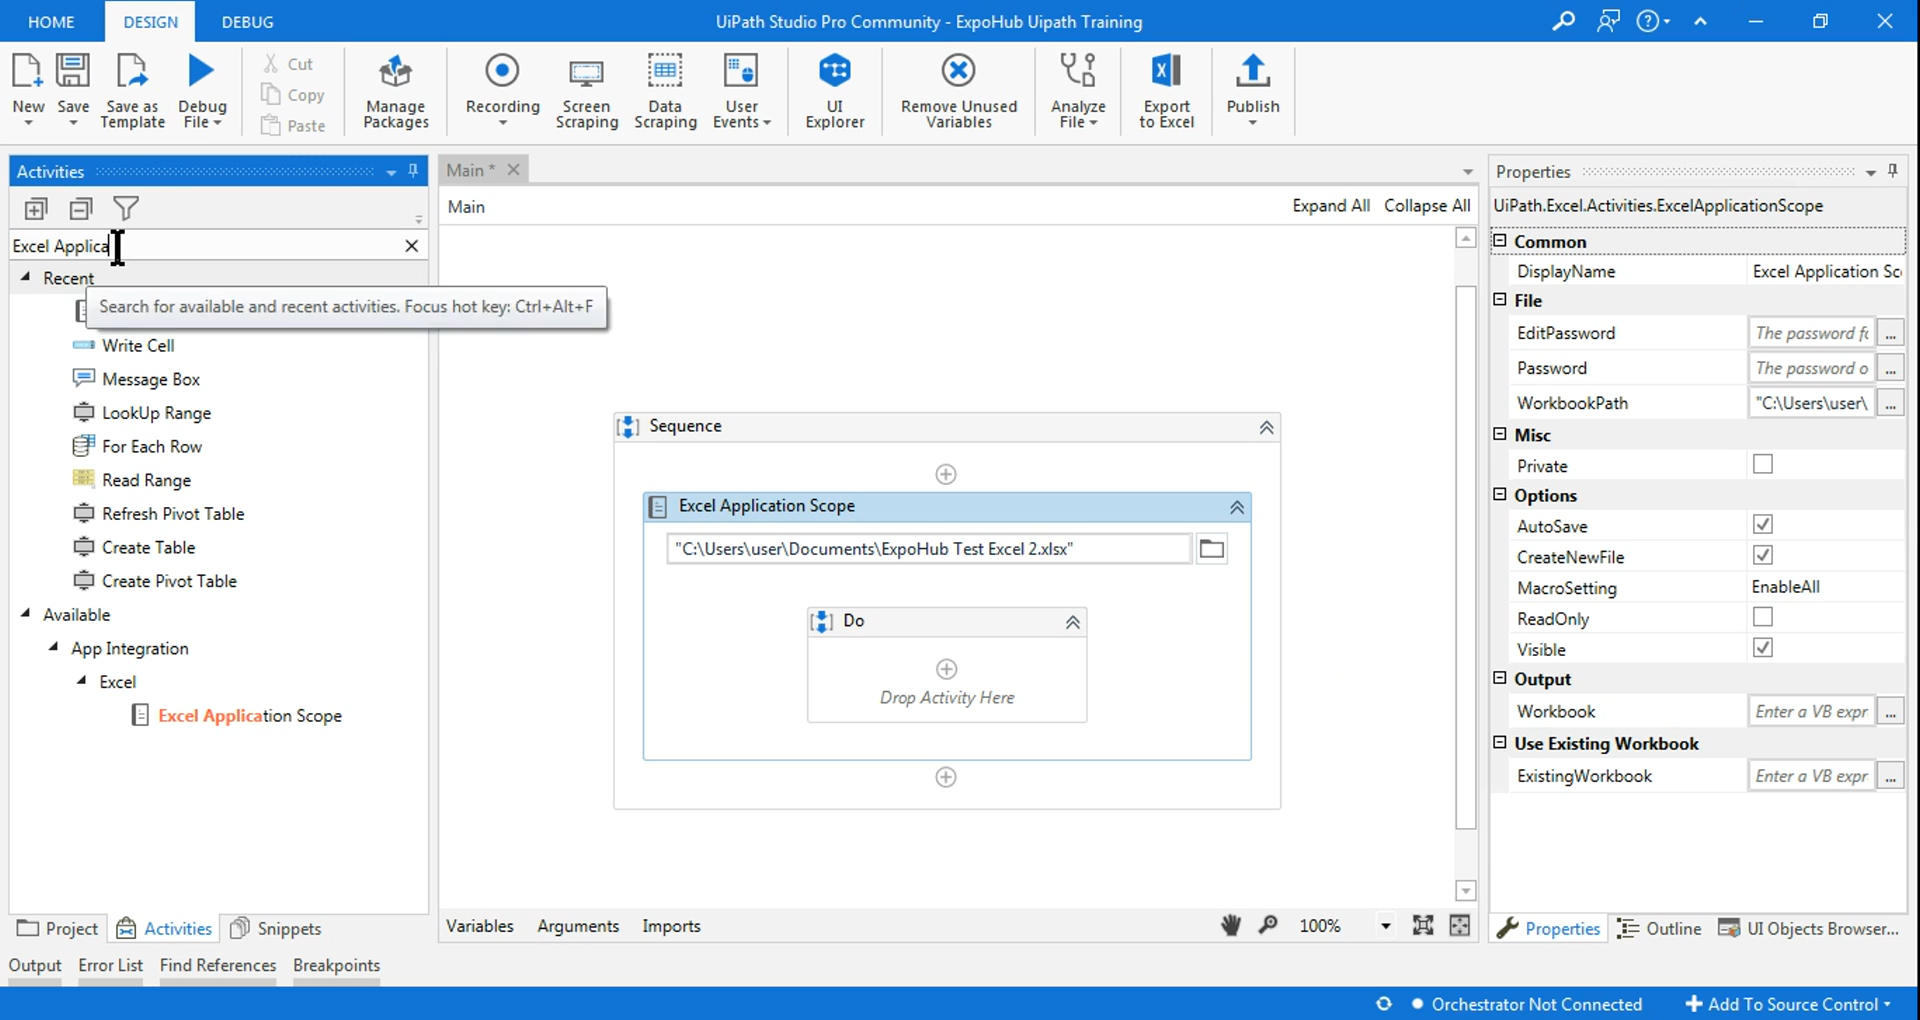 HOME DESIGN DEBUG UiPath Studio Pro Community - ExpoHub Uipath Training
New Save Save as Template Debug File Cut Copy Paste Manage Packages Recording Screen Scraping Data Scraping User Events UI Explorer Remove Unused Variables Analyze File Export to Excel Publish
Activities
Excel Applica
Recent
Search for available and recent activities. Focus hot key: Ctrl+Alt+F
Write Cell
Message Box
LookUp Range
For Each Row
Read Range
Refresh Pivot Table
Create Table
Create Pivot Table
Available
App Integration
Excel
Excel Application Scope
Project Activities Snippets
Main *
Main Expand All Collapse All
Sequence
Excel Application Scope
"C:\Users\user\Documents\ExpoHub Test Excel 2.xlsx"
Do
Drop Activity Here
Variables Arguments Imports 100%
Properties
UiPath.Excel.Activities.ExcelApplicationScope
Common
DisplayName Excel Application Sc
File
EditPassword The password fo
Password The password o
WorkbookPath "C:\Users\user\
Misc
Private
Options
AutoSave
CreateNewFile
MacroSetting EnableAll
ReadOnly
Visible
Output
Workbook Enter a VB expr
Use Existing Workbook
ExistingWorkbook Enter a VB expr
Properties Outline UI Objects Browser...
Output Error List Find References Breakpoints
Orchestrator Not Connected Add To Source Control